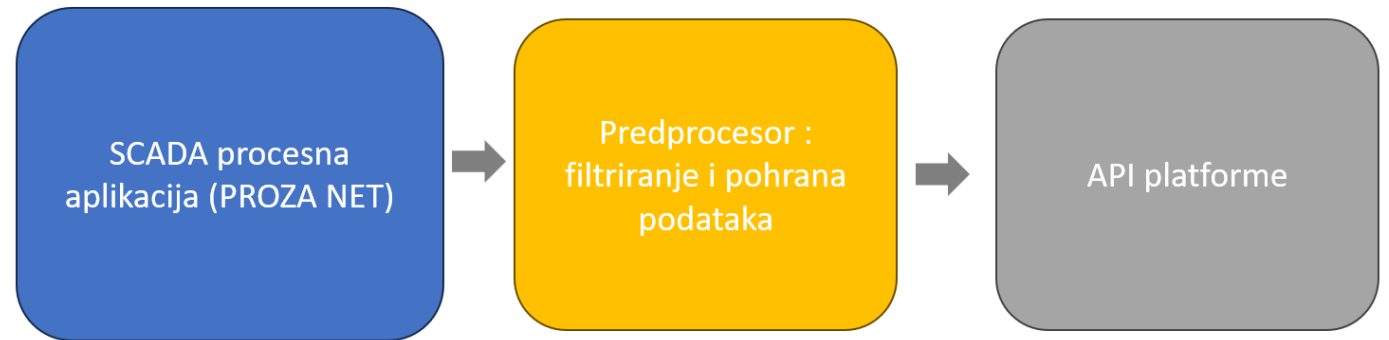 SCADA procesna
aplikacija (PROZA NET)
Predprocesor :
filtriranje i pohrana
podataka
API platforme